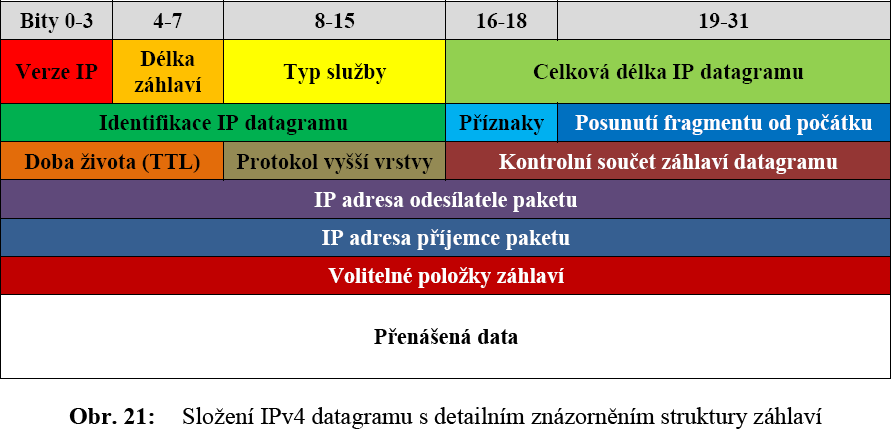 Bity 0-3 4-7 8-15 16-18 19-31
Verze IP Délka záhlaví Typ služby Celková délka IP datagramu
Identifikace IP datagramu Příznaky Posunutí fragmentu od počátku
Doba života (TTL) Protokol vyšší vrstvy Kontrolní součet záhlaví datagramu
IP adresa odesílatele paketu
IP adresa příjemce paketu
Volitelné položky záhlaví
Přenášená data
Obr. 21: Složení IPv4 datagramu s detailním znázorněním struktury záhlaví